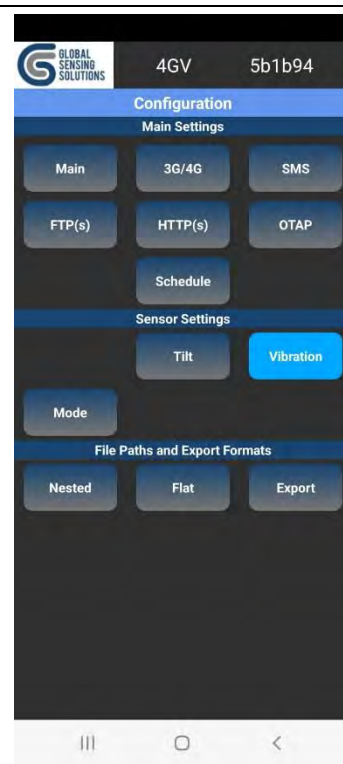 GLOBAL
SENSING
SOLUTIONS
4GV 5b1b94
Configuration
Main Settings
Main 3G/4G SMS
FTP(s) HTTP(s) OTAP
Schedule
Sensor Settings
Tilt Vibration
Mode
File Paths and Export Formats
Nested Flat Export